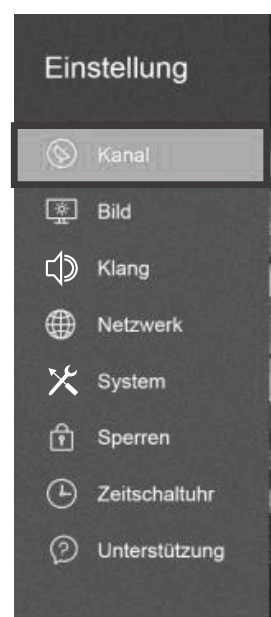 Einstellung
Kanal
Bild
Klang
Netzwerk
System
Sperren
Zeitschaltuhr
Unterstützung